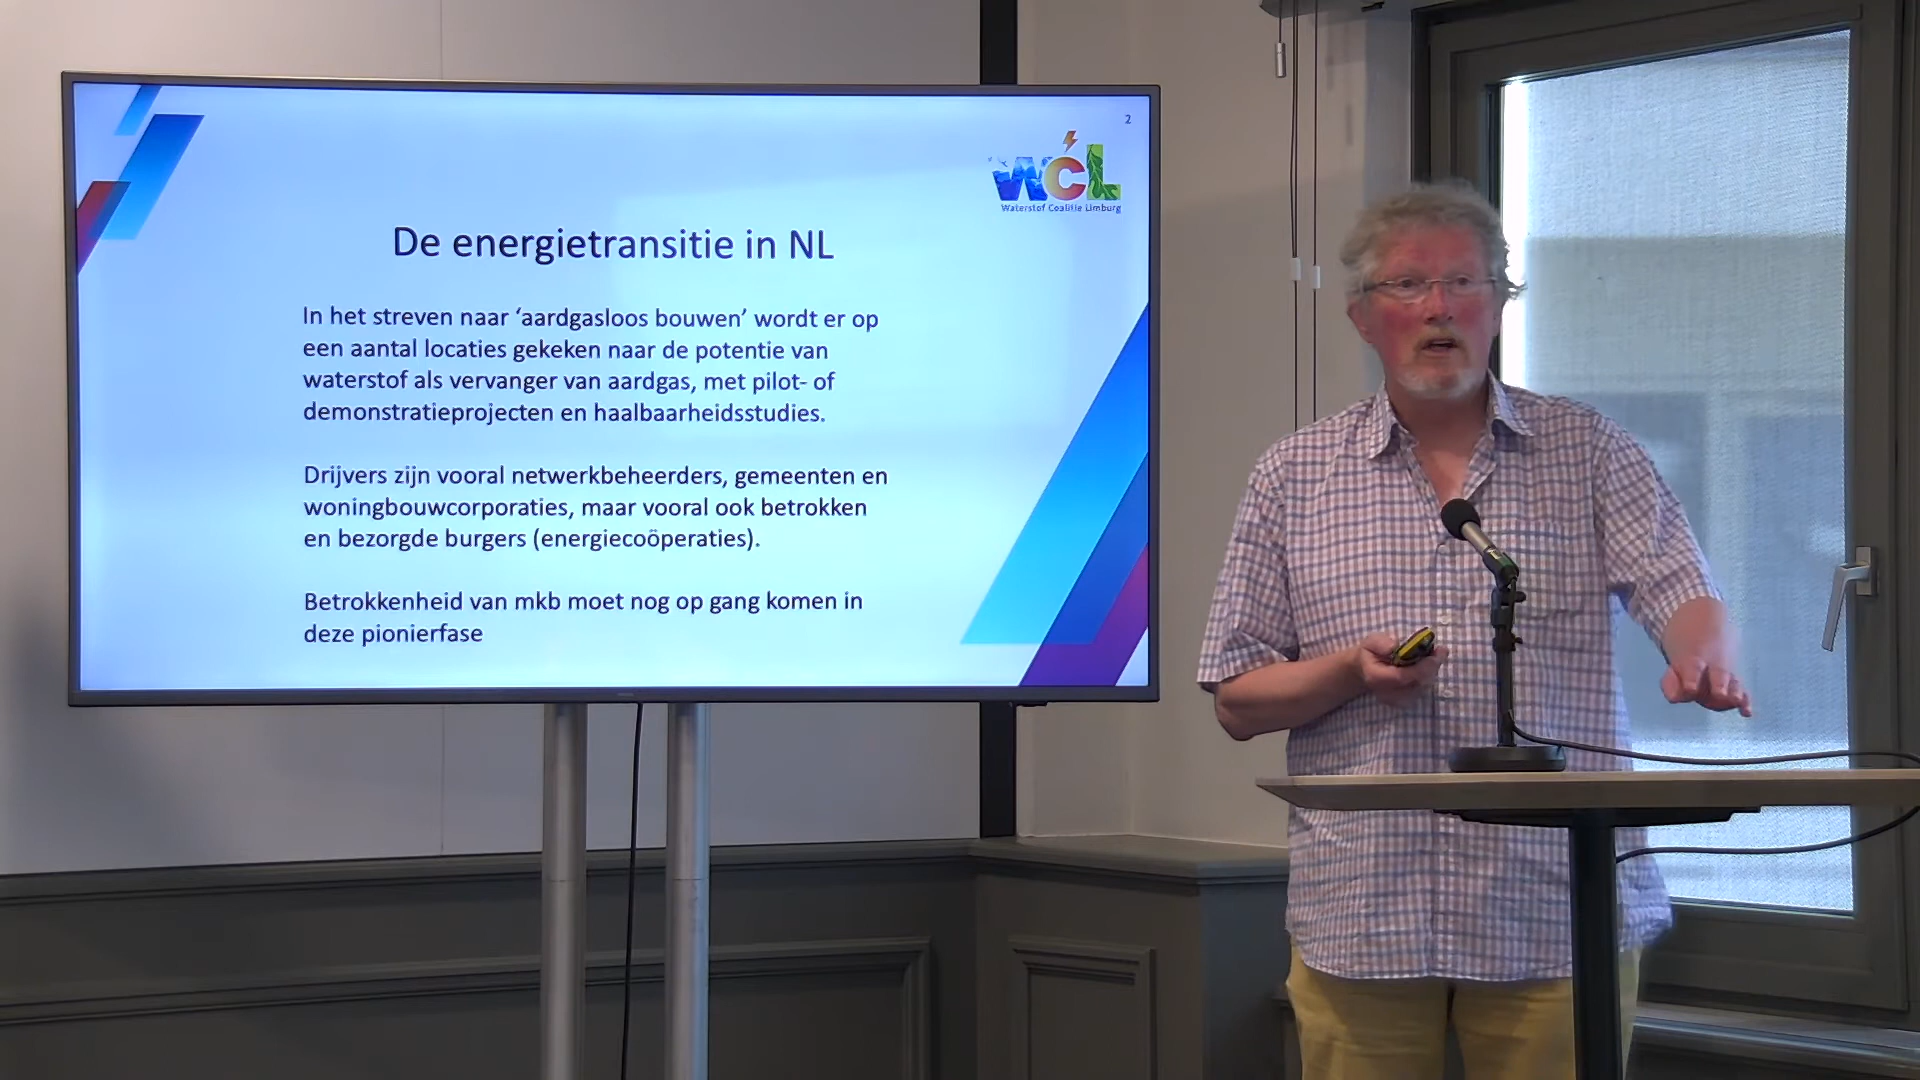 2
WCL
Waterstof Coalitie Limburg
De energietransitie in NL
In het streven naar ‘aardgasloos bouwen’ wordt er op
een aantal locaties gekeken naar de potentie van
waterstof als vervanger van aardgas, met pilot- of
demonstratieprojecten en haalbaarheidsstudies.
Drijvers zijn vooral netwerkbeheerders, gemeenten en
woningbouwcorporaties, maar vooral ook betrokken
en bezorgde burgers (energiecoöperaties).
Betrokkenheid van mkb moet nog op gang komen in
deze pionierfase